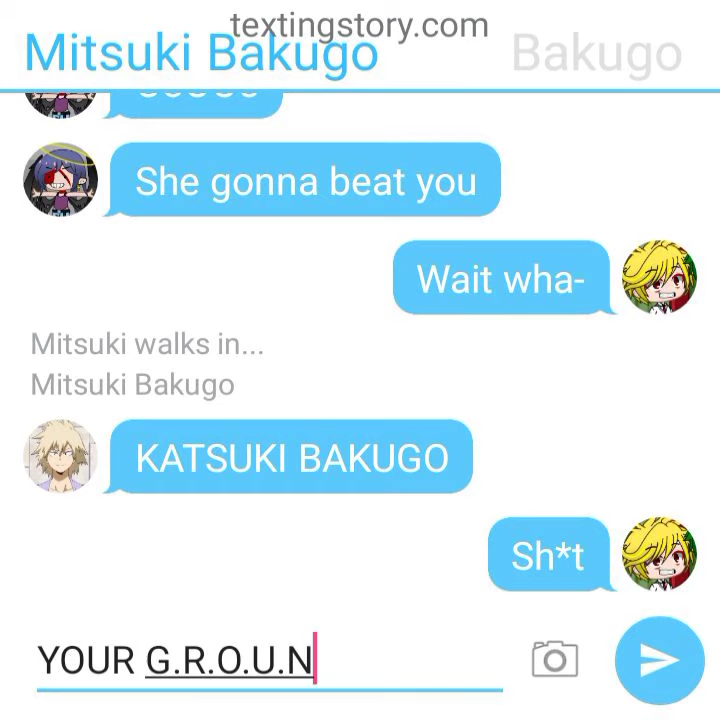 textingstory.com
Mitsuki Bakugo Bakugo
She gonna beat you
Wait wha-
Mitsuki walks in...
Mitsuki Bakugo
KATSUKI BAKUGO
Sh*t
YOUR G.R.O.U.N